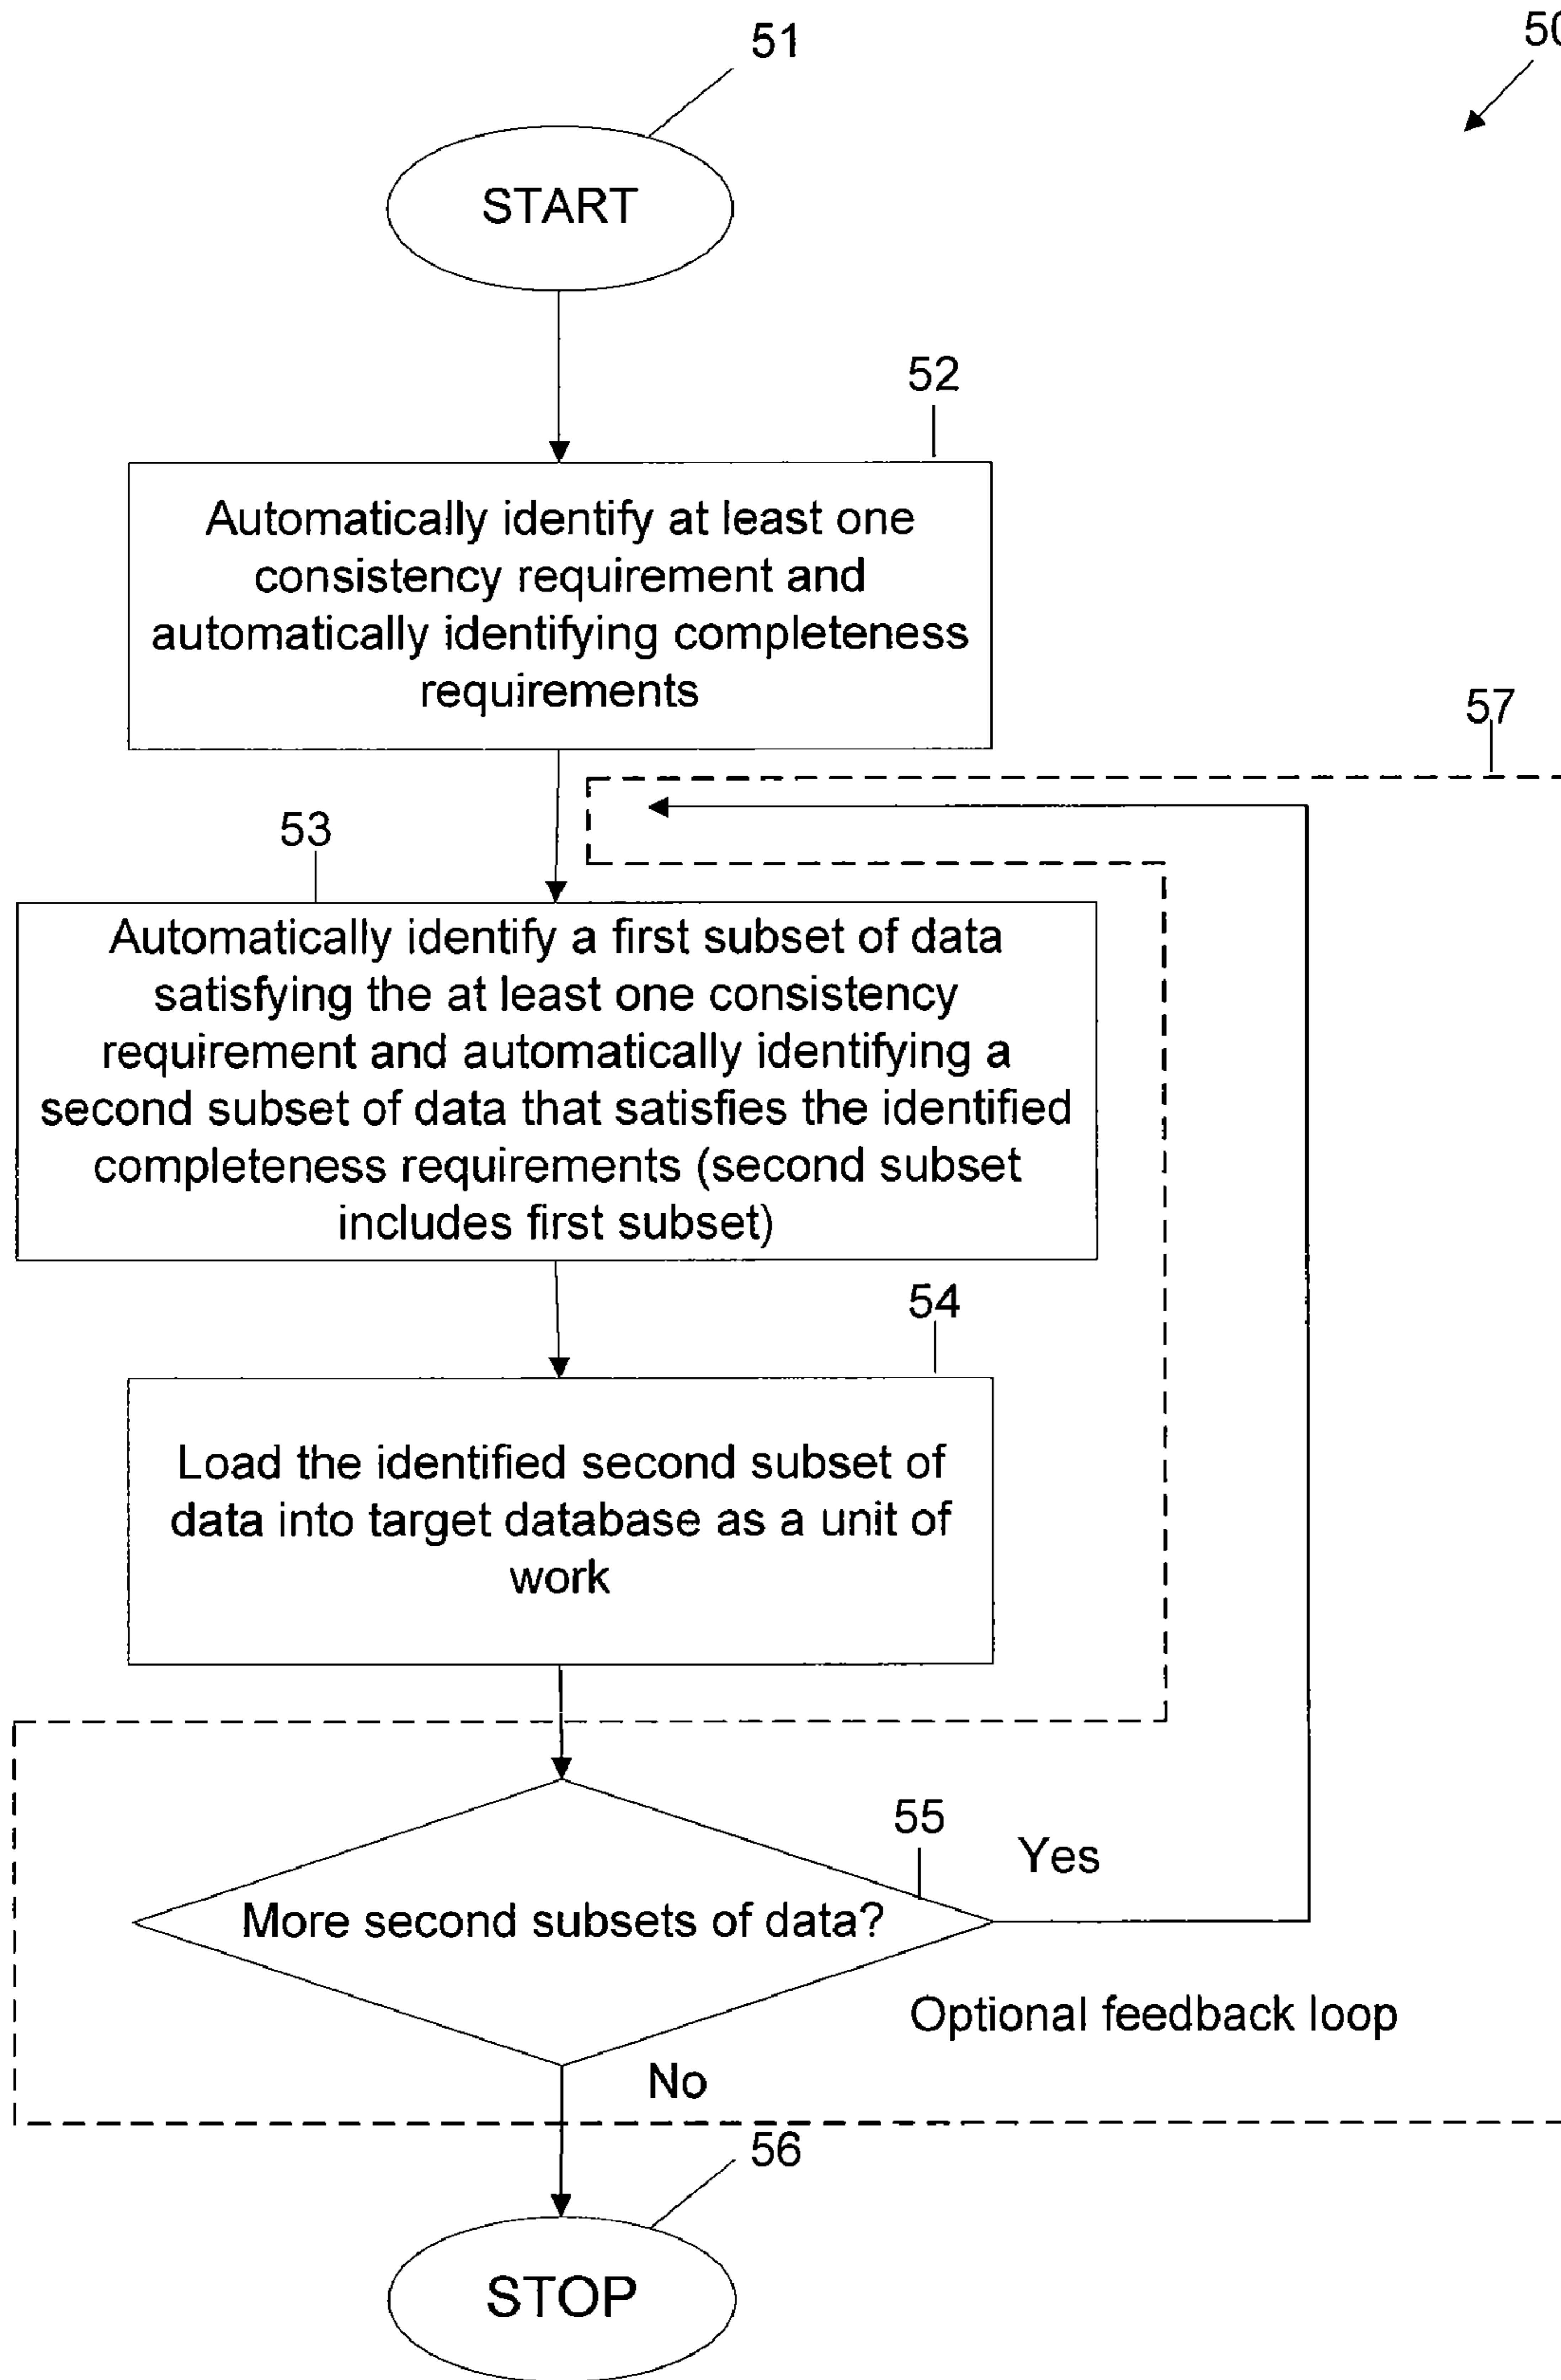 51
50
START
52
Automatically identify at least one
consistency requirement and
automatically identifying completeness
requirements
57
53
Automatically identify a first subset of data
satisfying the at least one consistency
requirement and automatically identifying a
second subset of data that satisfies the identified
completeness requirements (second subset
includes first subset)
54
Load the identified second subset of
data into target database as a unit of
work
55
Yes
More second subsets of data?
Optional feedback loop
No
56
STOP